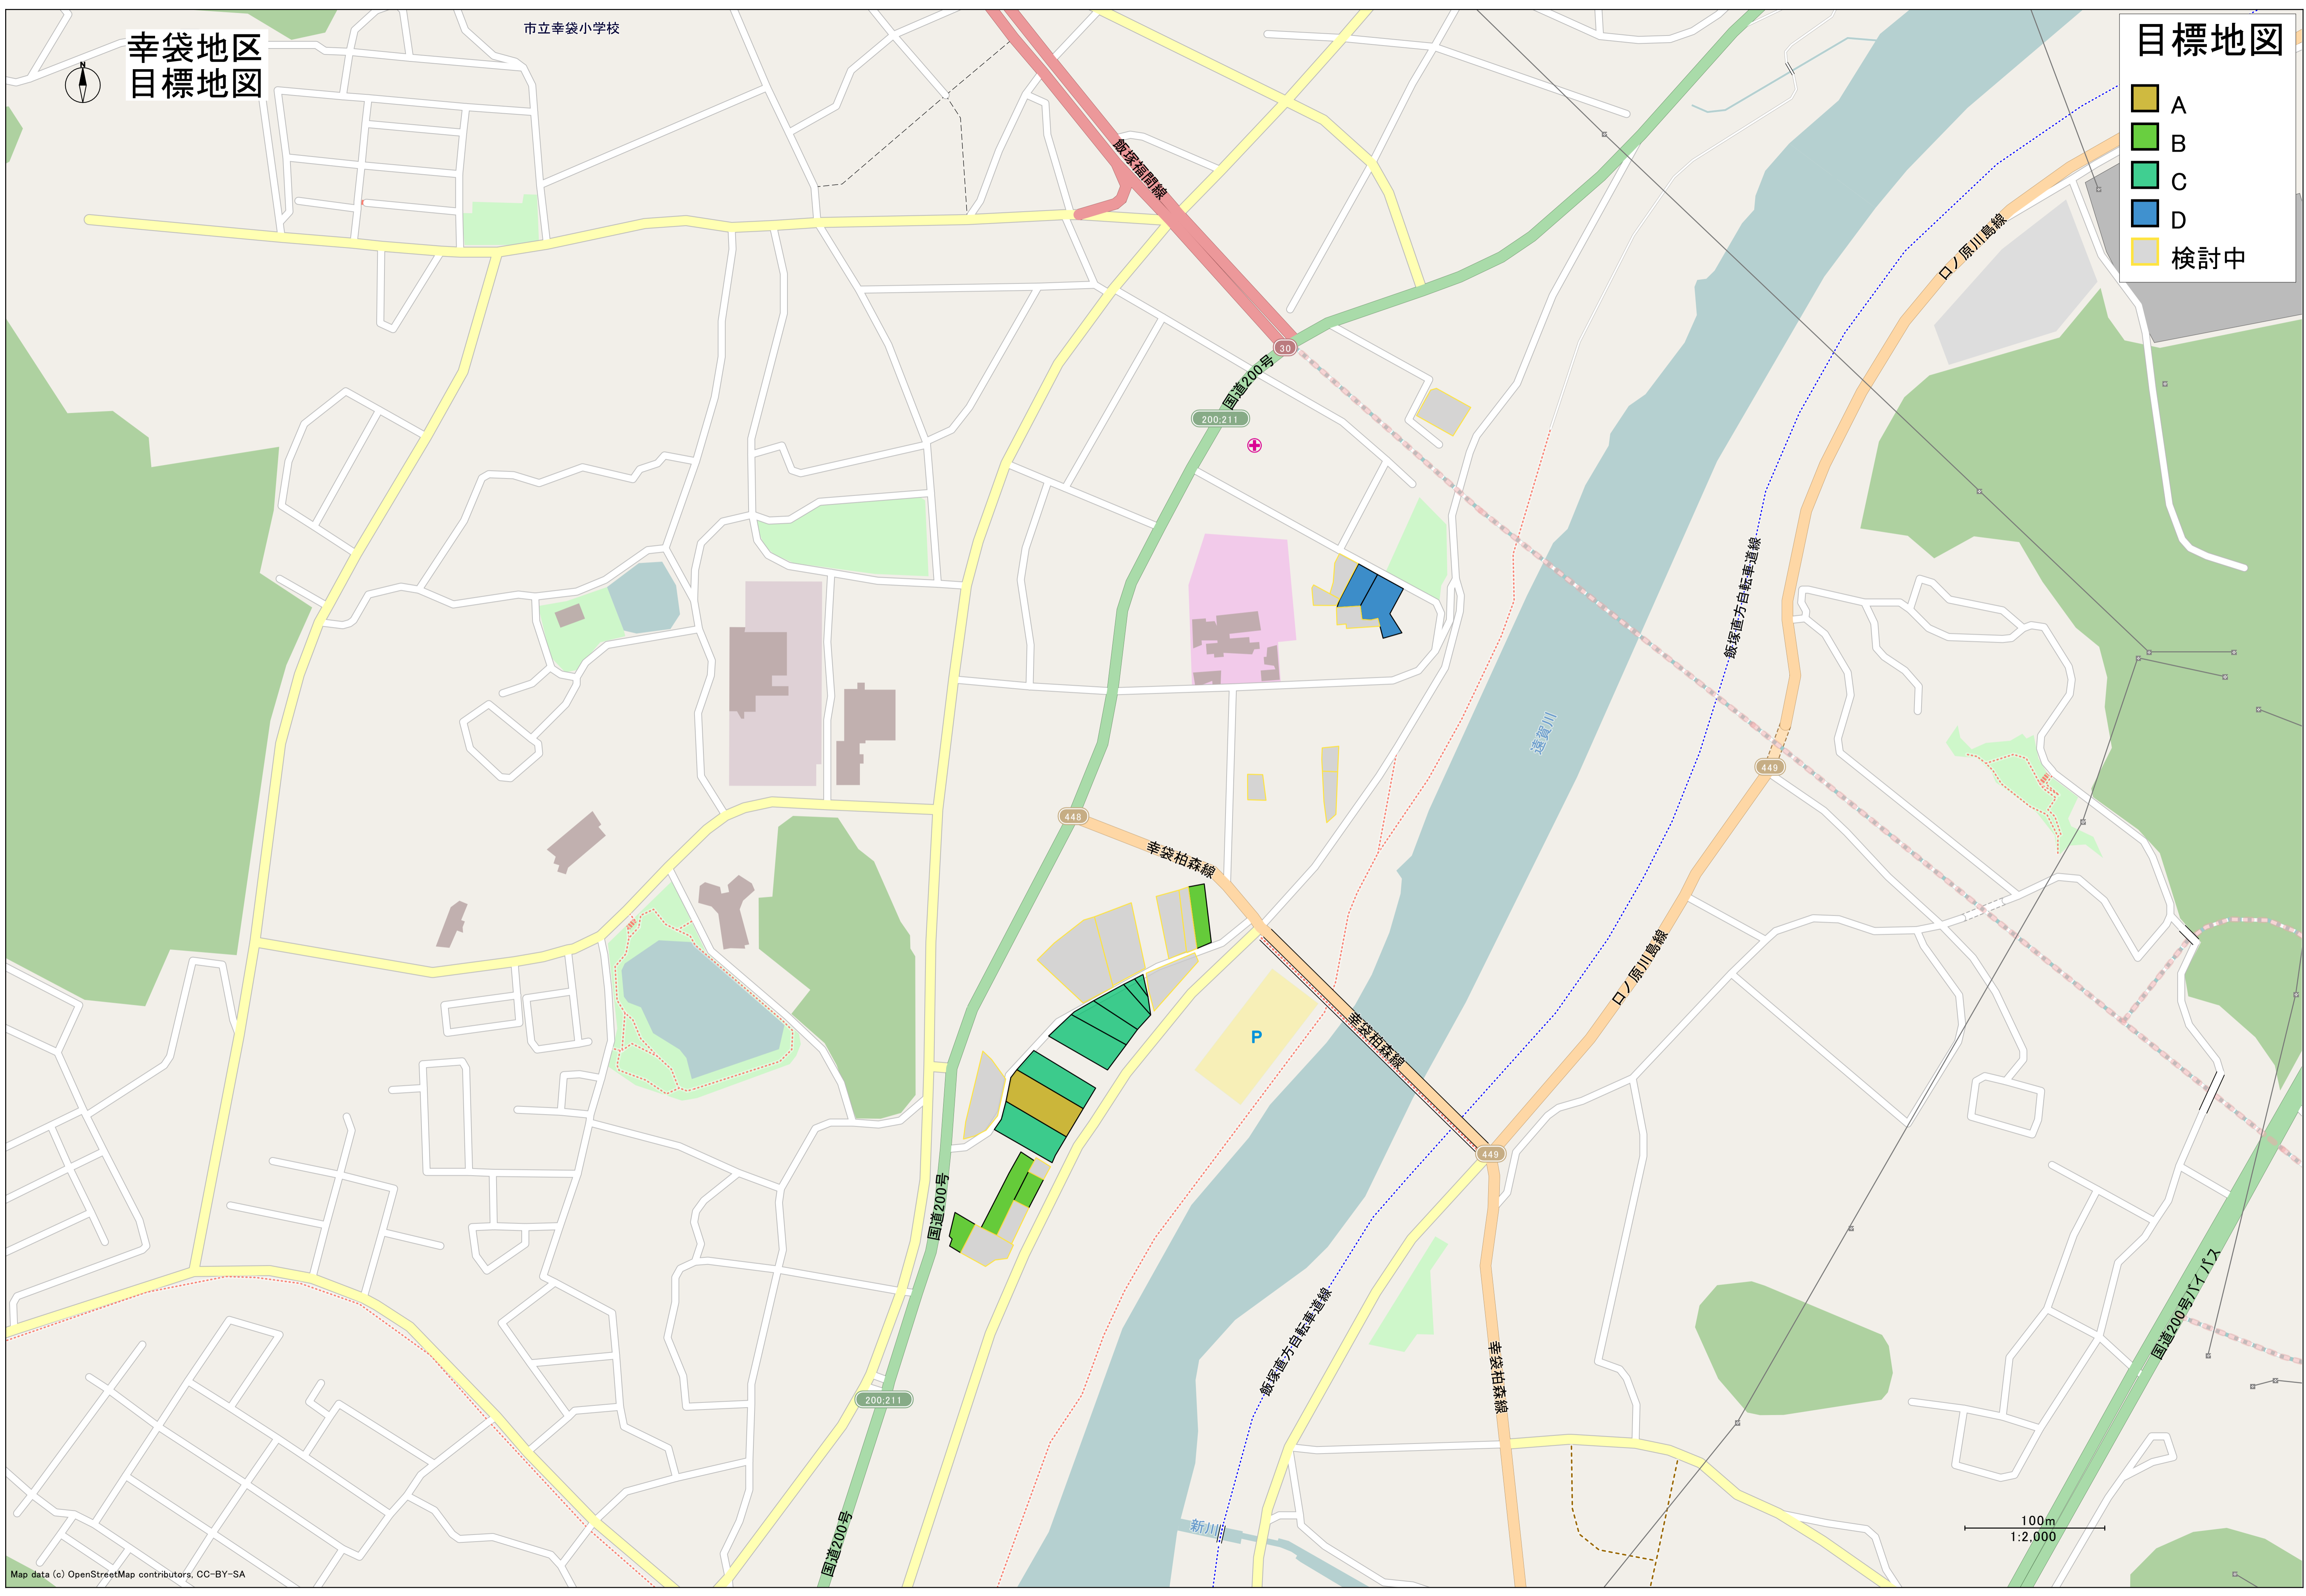 市立幸袋小学校
幸袋地区
目標地図
N
目標地図
A
B
C
D
検討中
飯塚福間線
口ノ原川島線
30
国道200号
200;211
飯塚直方自転車道線
遠賀川
449
448
幸袋柏森線
口ノ原川島線
P
幸袋柏森線
449
国道200号
国道200号バイパス
飯塚直方自転車道線
幸袋柏森線
200;211
新川
国道200号
100m
1:2,000
Map data (c) OpenStreetMap contributors, CC-BY-SA